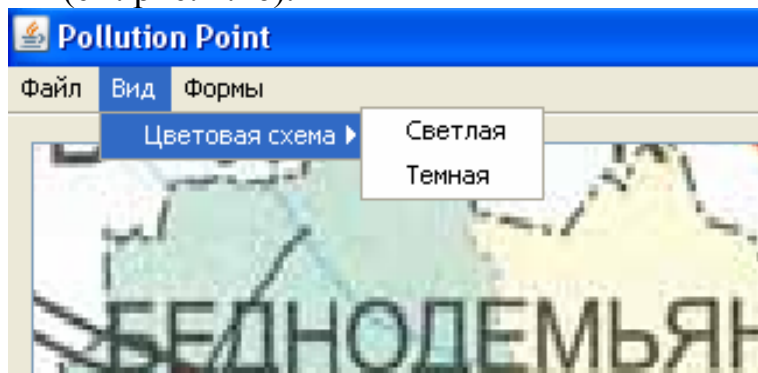 Pollution Point
Файл Вид Формы
Цветовая схема
Светлая
Темная
БЕДНОДЕМЬЯН